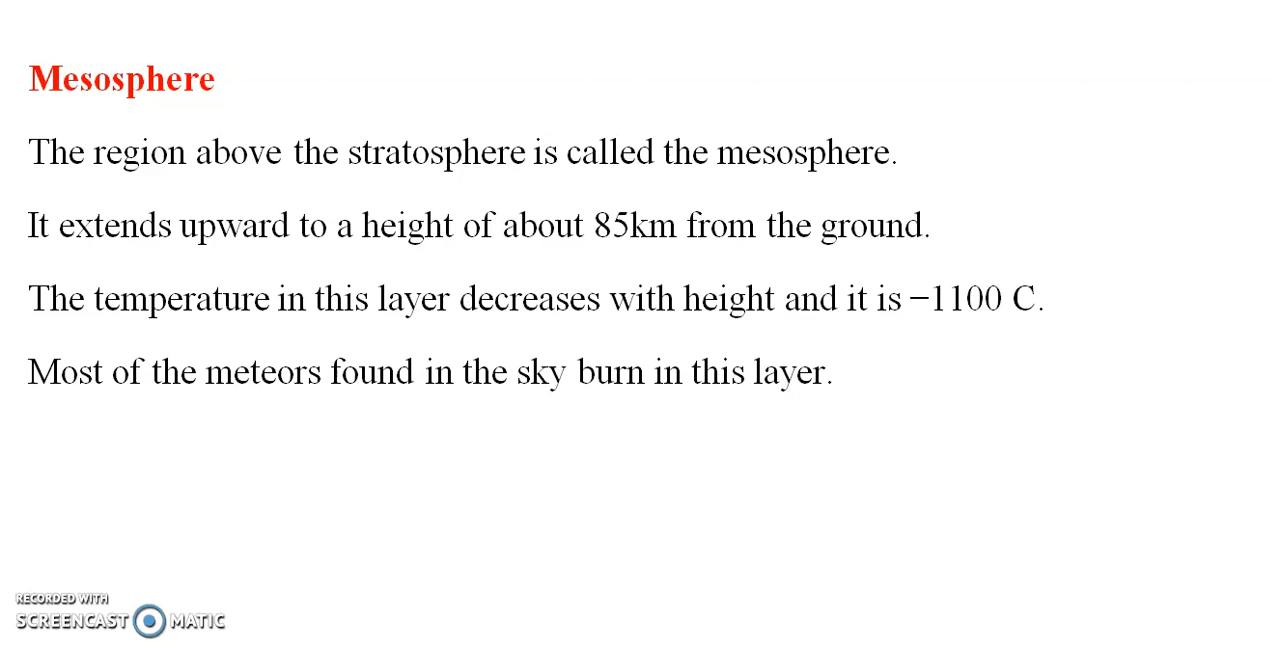 Mesosphere
The region above the stratosphere is called the mesosphere.
It extends upward to a height of about 85km from the ground.
The temperature in this layer decreases with height and it is −1100 C.
Most of the meteors found in the sky burn in this layer.
RECORDED WITH
SCREENCAST MATIC